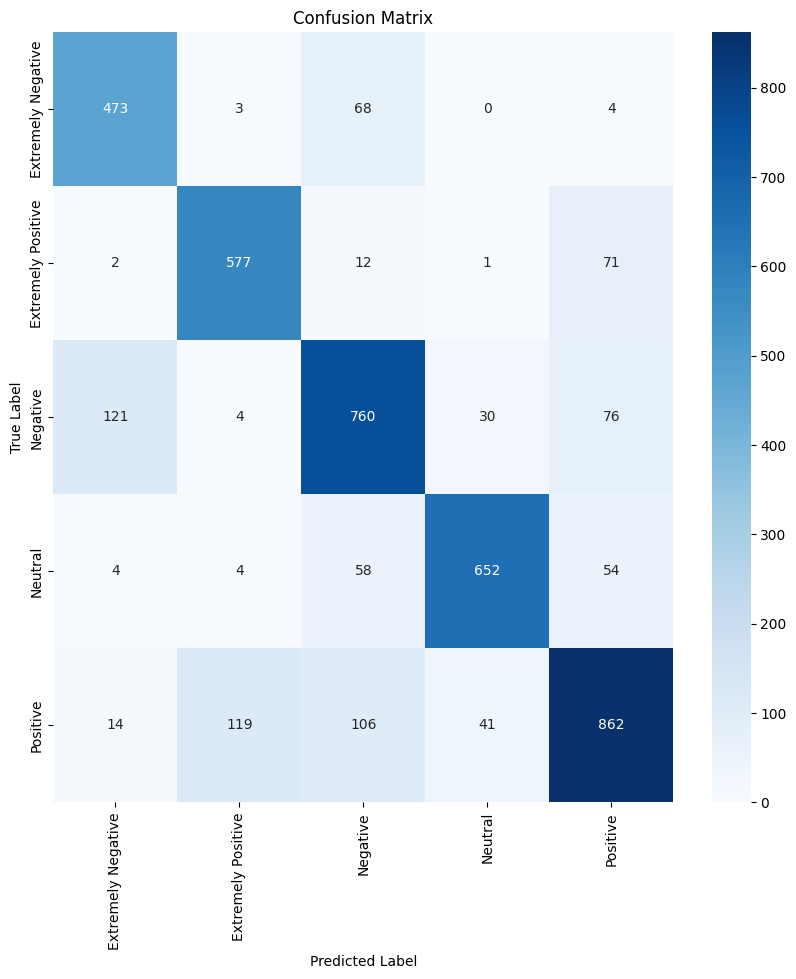 Confusion Matrix
True Label
Extremely Negative
473 3 68 0 4
Extremely Positive
2 577 12 1 71
Negative
121 4 760 30 76
Neutral
4 4 58 652 54
Positive
14 119 106 41 862
Extremely Negative
Extremely Positive
Negative
Neutral
Positive
Predicted Label
800
700
600
500
400
300
200
100
0